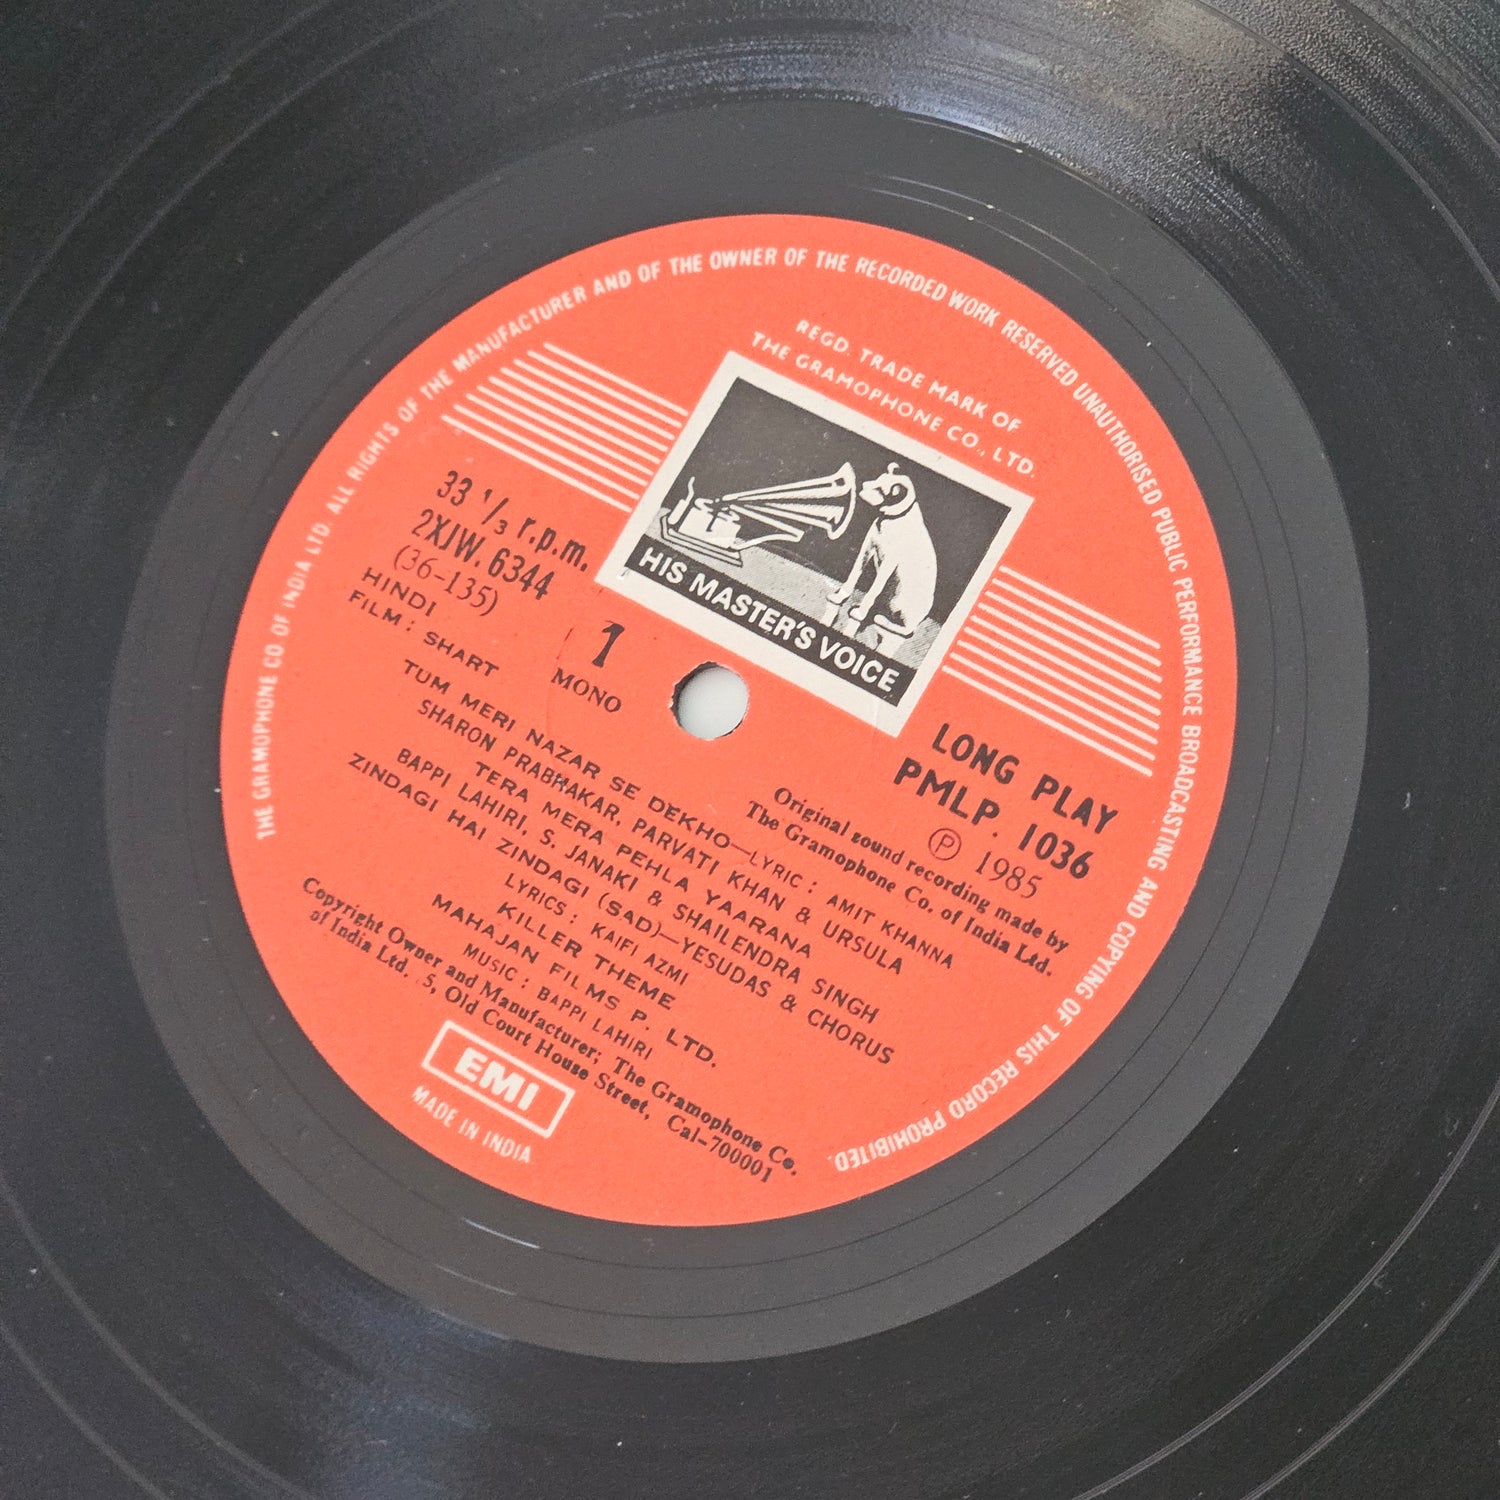 THE GRAMOPHONE CO. OF INDIA LTD. ALL RIGHTS OF THE MANUFACTURER AND OF THE OWNER OF THE RECORDED WORK RESERVED UNAUTHORISED PUBLIC PERFORMANCE BROADCASTING AND COPYING OF THIS RECORD PROHIBITED.
REGD. TRADE MARK OF
THE GRAMOPHONE CO., LTD.
HIS MASTER'S VOICE
33 1/3 r.p.m.
2XJW. 6344
(36-135)
HINDI
FILM : SHART
1
MONO
LONG PLAY
PMLP. 1036
Ⓟ 1985
Original sound recording made by
The Gramophone Co. of India Ltd.
TUM MERI NAZAR SE DEKHO—LYRIC : AMIT KHANNA
SHARON PRABHAKAR, PARVATI KHAN & URSULA
TERA MERA PEHLA YAARANA
BAPPI LAHIRI, S. JANAKI & SHAILENDRA SINGH
ZINDAGI HAI ZINDAGI (SAD)—YESUDAS & CHORUS
LYRICS : KAIFI AZMI
KILLER THEME
MAHAJAN FILMS P. LTD.
MUSIC : BAPPI LAHIRI
Copyright Owner and Manufacturer; The Gramophone Co.
of India Ltd. 5, Old Court House Street, Cal-700001
EMI
MADE IN INDIA